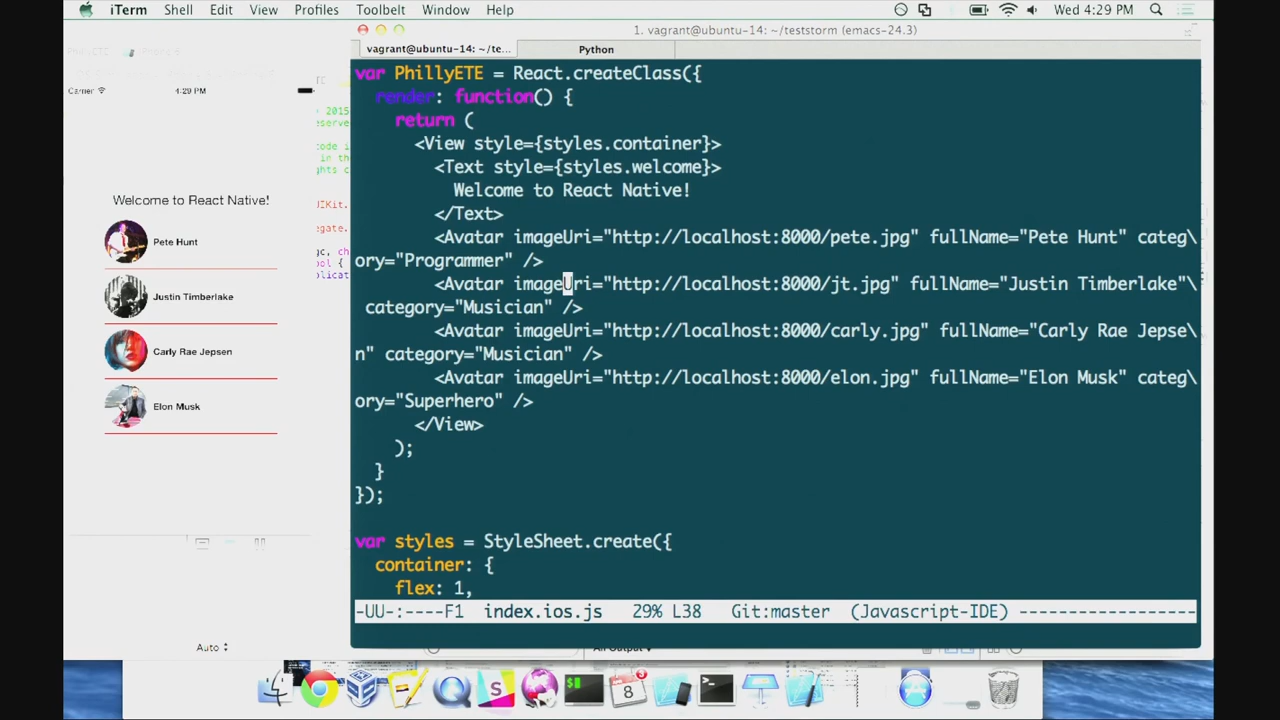 iTerm Shell Edit View Profiles Toolbelt Window Help
Wed 4:29 PM
1. vagrant@ubuntu-14: ~/teststorm (emacs-24.3)
vagrant@ubuntu-14: ~/te...
Python
Carrier
4:29 PM
Welcome to React Native!
Pete Hunt
Justin Timberlake
Carly Rae Jepsen
Elon Musk
Auto
var PhillyETE = React.createClass({
render: function() {
return (
<View style={styles.container}>
<Text style={styles.welcome}>
Welcome to React Native!
</Text>
<Avatar imageUri="http://localhost:8000/pete.jpg" fullName="Pete Hunt" categ\
ory="Programmer" />
<Avatar imageUri="http://localhost:8000/jt.jpg" fullName="Justin Timberlake"\
category="Musician" />
<Avatar imageUri="http://localhost:8000/carly.jpg" fullName="Carly Rae Jepse\
n" category="Musician" />
<Avatar imageUri="http://localhost:8000/elon.jpg" fullName="Elon Musk" categ\
ory="Superhero" />
</View>
);
}
});
var styles = StyleSheet.create({
container: {
flex: 1,
-UU-:----F1 index.ios.js 29% L38 Git:master (Javascript-IDE) ------------------